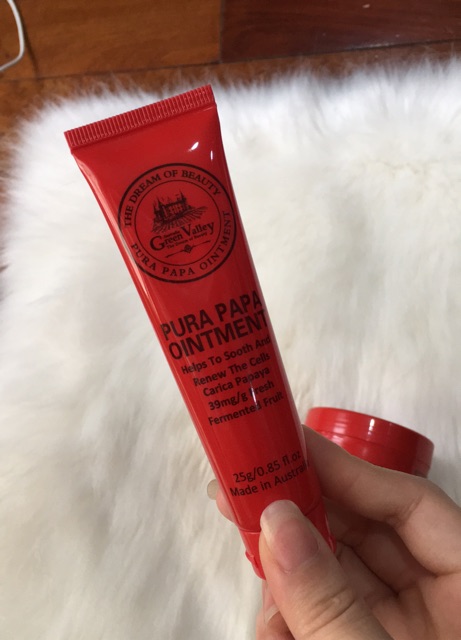 THE DREAM OF BEAUTY
Green Valley
PURA PAPA OINTMENT
PURA PAPA
OINTMENT
Helps To Sooth And
Renew The Cells
Carica Papaya
39mg/g Fresh
Fermented Fruit
25g/0.85 fl.oz
Made in Australia